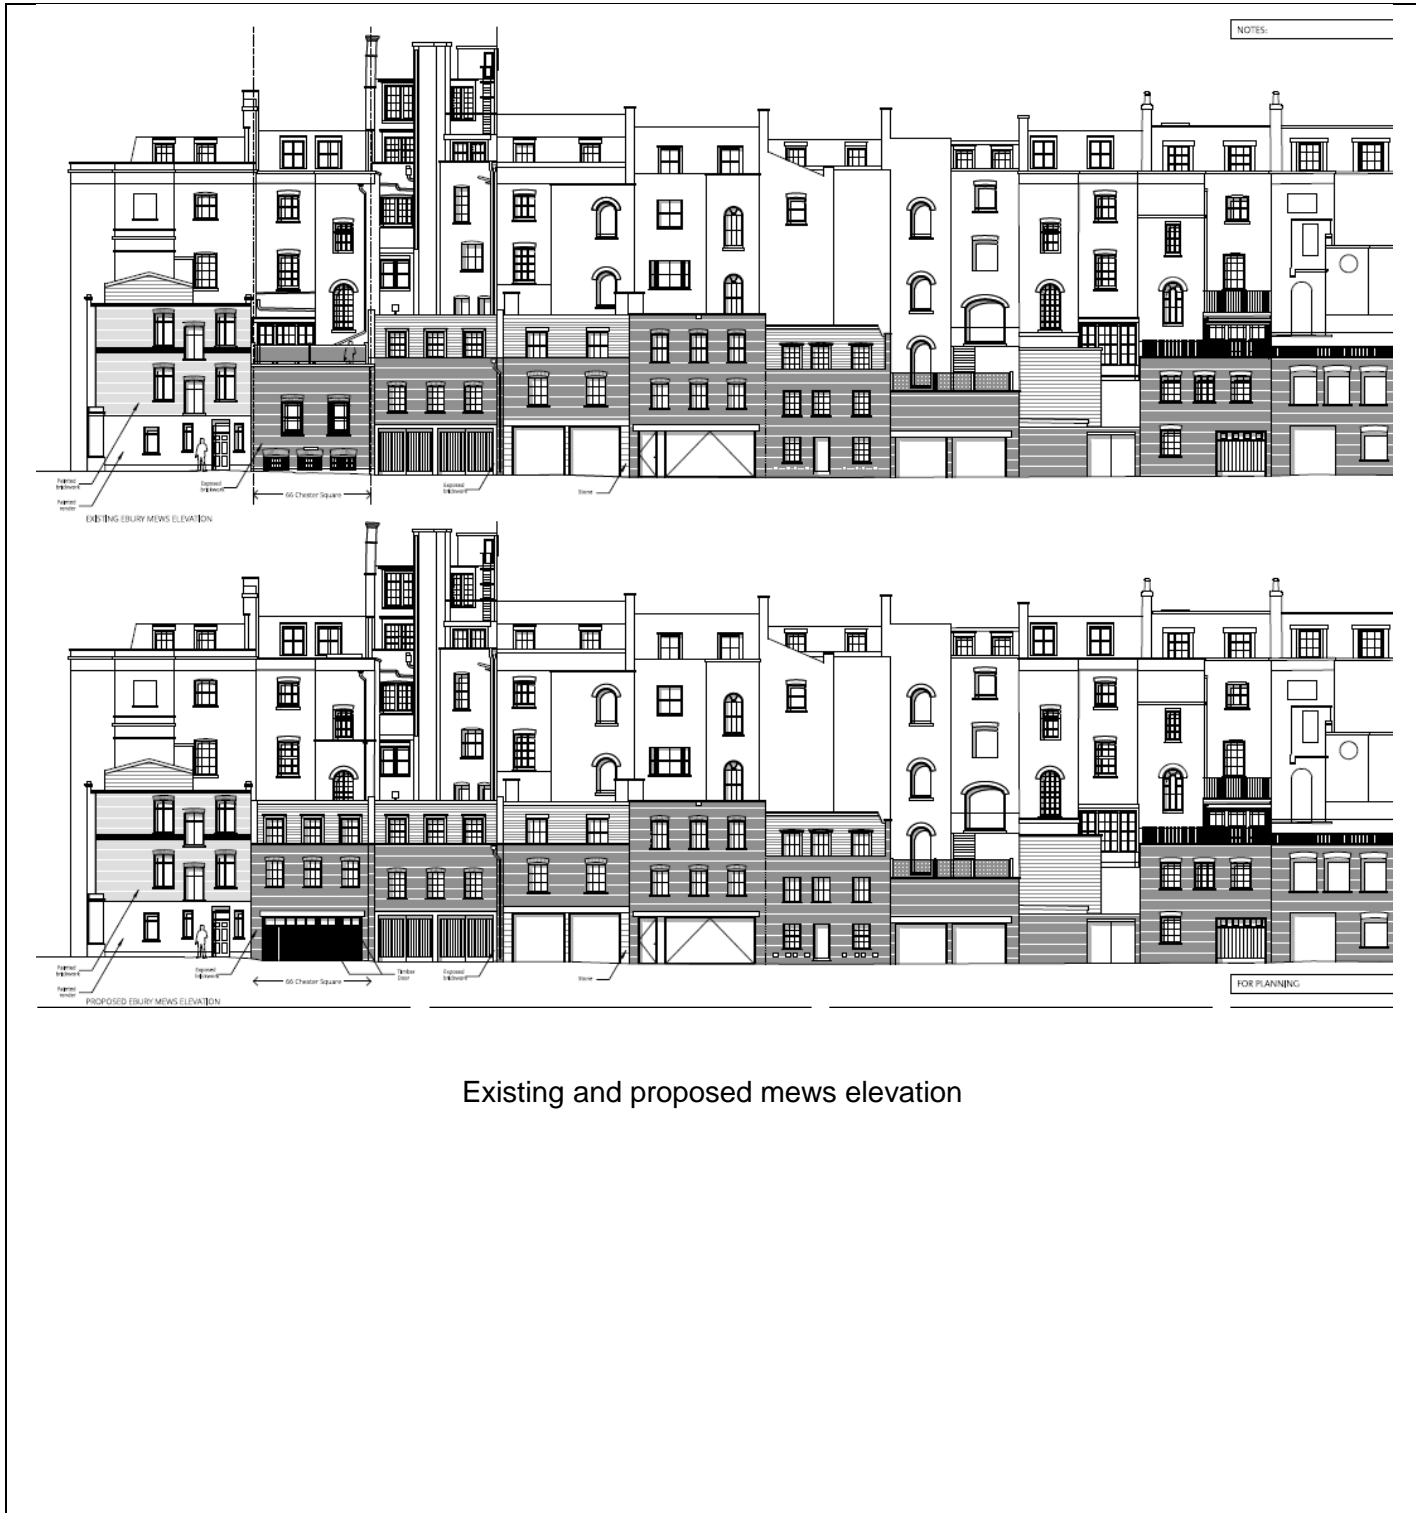 NOTES:
Painted
brickwork
Painted
render
Exposed
brickwork
66 Chester Square
Exposed
brickwork
Stone
EXISTING EBURY MEWS ELEVATION
Painted
brickwork
Painted
render
Exposed
brickwork
66 Chester Square
Timber
Door
Exposed
brickwork
Stone
PROPOSED EBURY MEWS ELEVATION
FOR PLANNING
Existing and proposed mews elevation